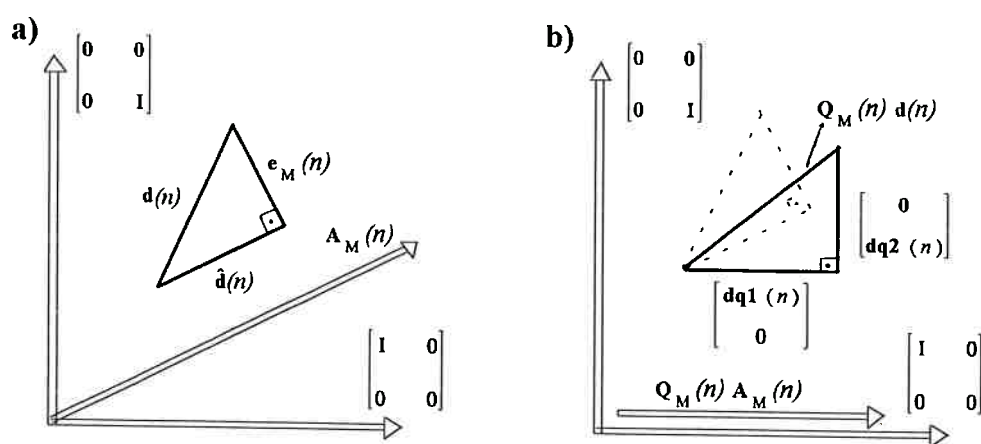 a)
0 0
0 I
d(n)
e M (n)
d̂(n)
A M (n)
I 0
0 0
b)
0 0
0 I
Q M (n) d(n)
0
dq2 (n)
dq1 (n)
0
Q M (n) A M (n)
I 0
0 0